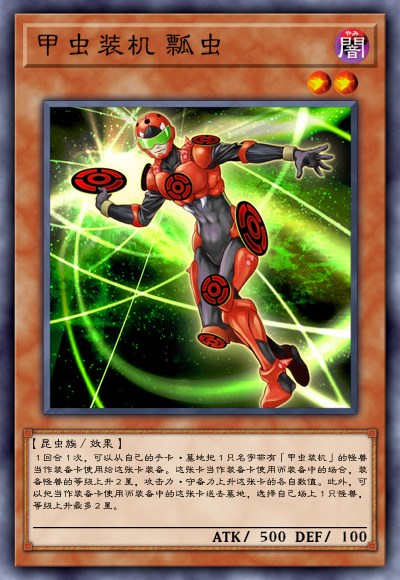 甲虫装机 瓢虫
やみ
闇
【昆虫族／效果】
１回合１次，可以从自己的手卡·墓地把１只名字带有「甲虫装机」的怪兽
当作装备卡使用给这张卡装备。这张卡当作装备卡使用而装备中的场合，装
备怪兽的等级上升２星，攻击力·守备力上升这张卡的各自数值。此外，可
以把当作装备卡使用而装备中的这张卡送去墓地，选择自己场上１只怪兽，
等级上升最多２星。
ATK/ 500 DEF/ 100